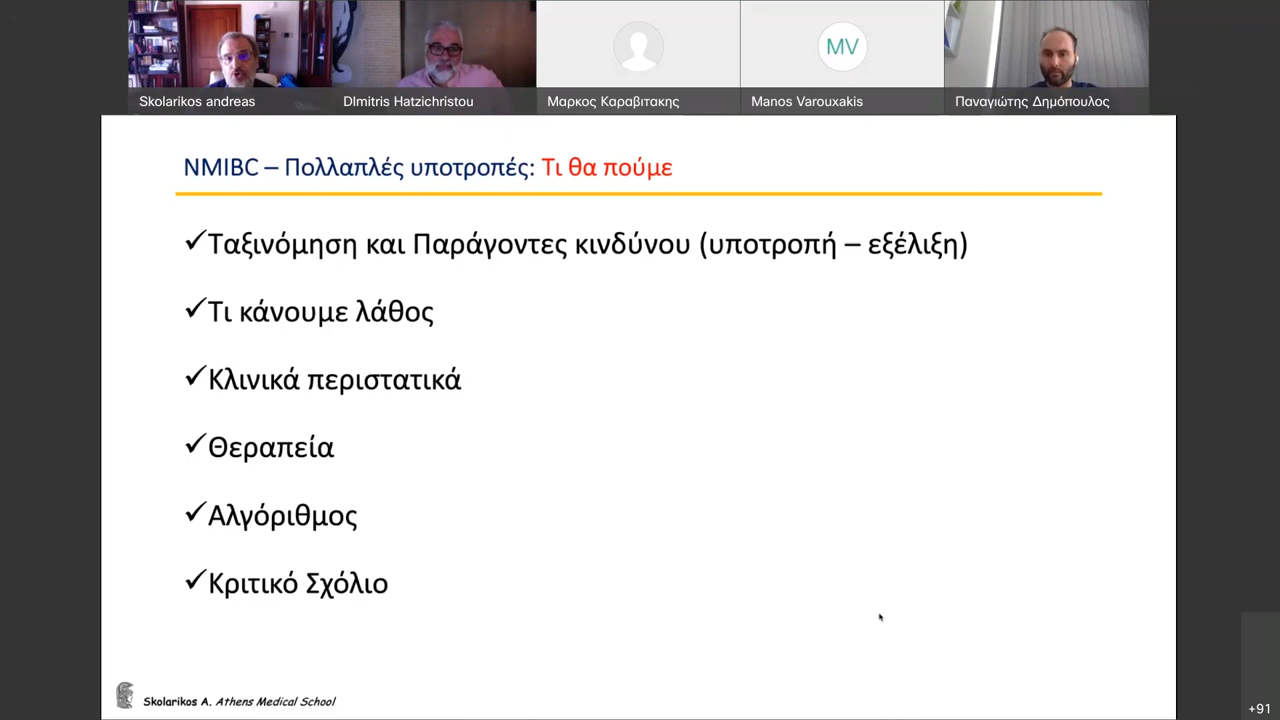 Skolarikos andreas
DImitris Hatzichristou
Μαρκος Καραβιτακης
MV
Manos Varouxakis
Παναγιώτης Δημόπουλος
NMIBC – Πολλαπλές υποτροπές: Τι θα πούμε
✓Ταξινόμηση και Παράγοντες κινδύνου (υποτροπή – εξέλιξη)
✓Τι κάνουμε λάθος
✓Κλινικά περιστατικά
✓Θεραπεία
✓Αλγόριθμος
✓Κριτικό Σχόλιο
Skolarikos A. Athens Medical School
+91